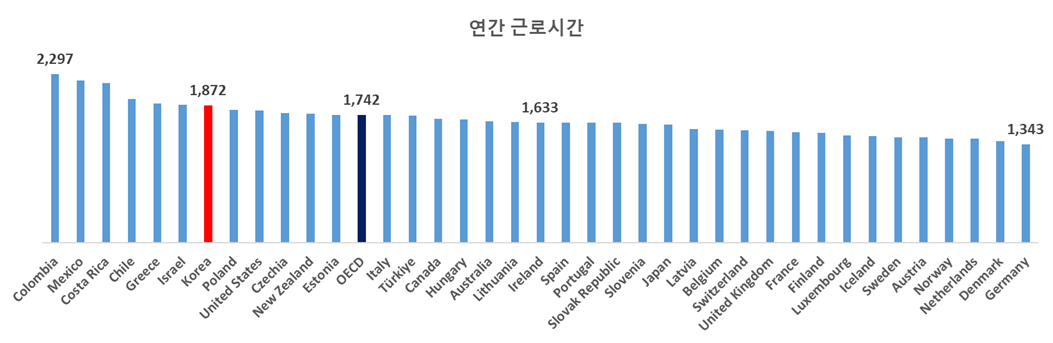 연간 근로시간
2,297
1,872
1,742
1,633
1,343
Colombia
Mexico
Costa Rica
Chile
Greece
Israel
Korea
Poland
United States
Czechia
New Zealand
Estonia
OECD
Italy
Türkiye
Canada
Hungary
Australia
Lithuania
Ireland
Spain
Portugal
Slovak Republic
Slovenia
Japan
Latvia
Belgium
Switzerland
United Kingdom
France
Finland
Luxembourg
Iceland
Sweden
Austria
Norway
Netherlands
Denmark
Germany